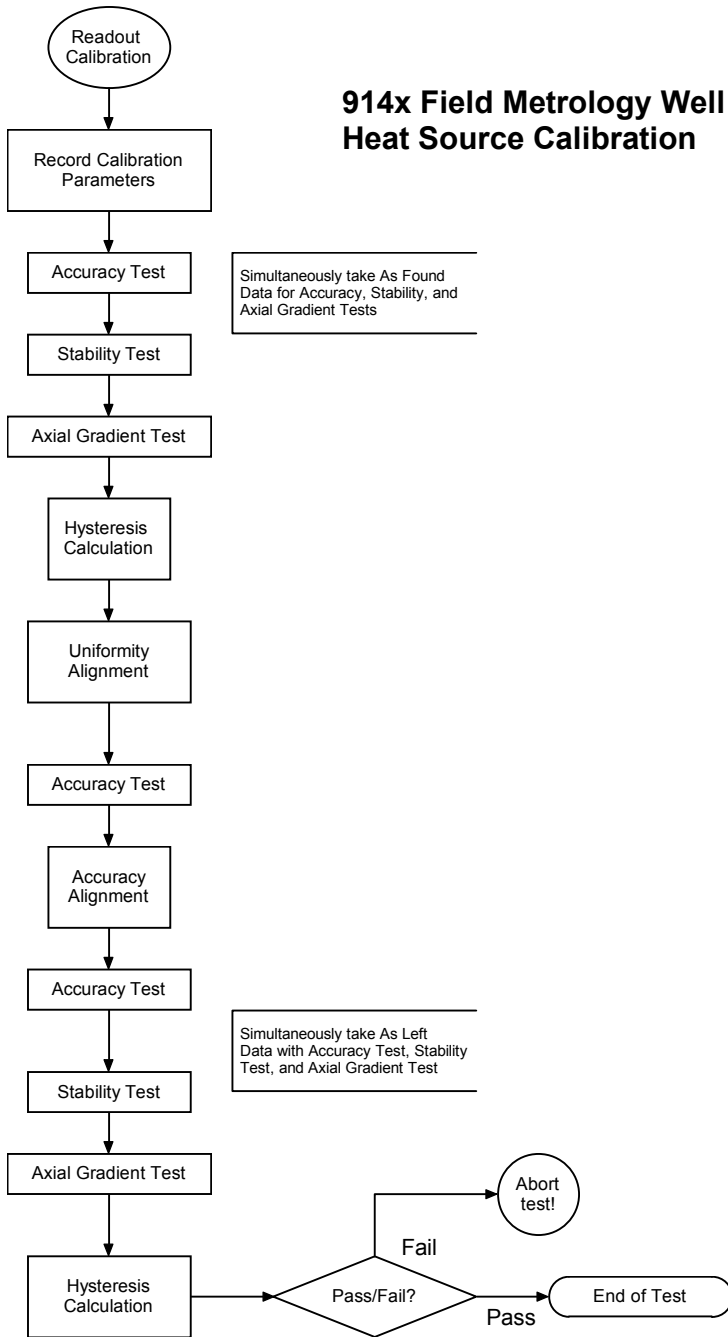 Readout
Calibration
914x Field Metrology Well
Heat Source Calibration
Record Calibration
Parameters
Accuracy Test
Simultaneously take As Found
Data for Accuracy, Stability, and
Axial Gradient Tests
Stability Test
Axial Gradient Test
Hysteresis
Calculation
Uniformity
Alignment
Accuracy Test
Accuracy
Alignment
Accuracy Test
Simultaneously take As Left
Data with Accuracy Test, Stability
Test, and Axial Gradient Test
Stability Test
Axial Gradient Test
Abort
test!
Fail
Hysteresis
Calculation
Pass/Fail?
Pass
End of Test